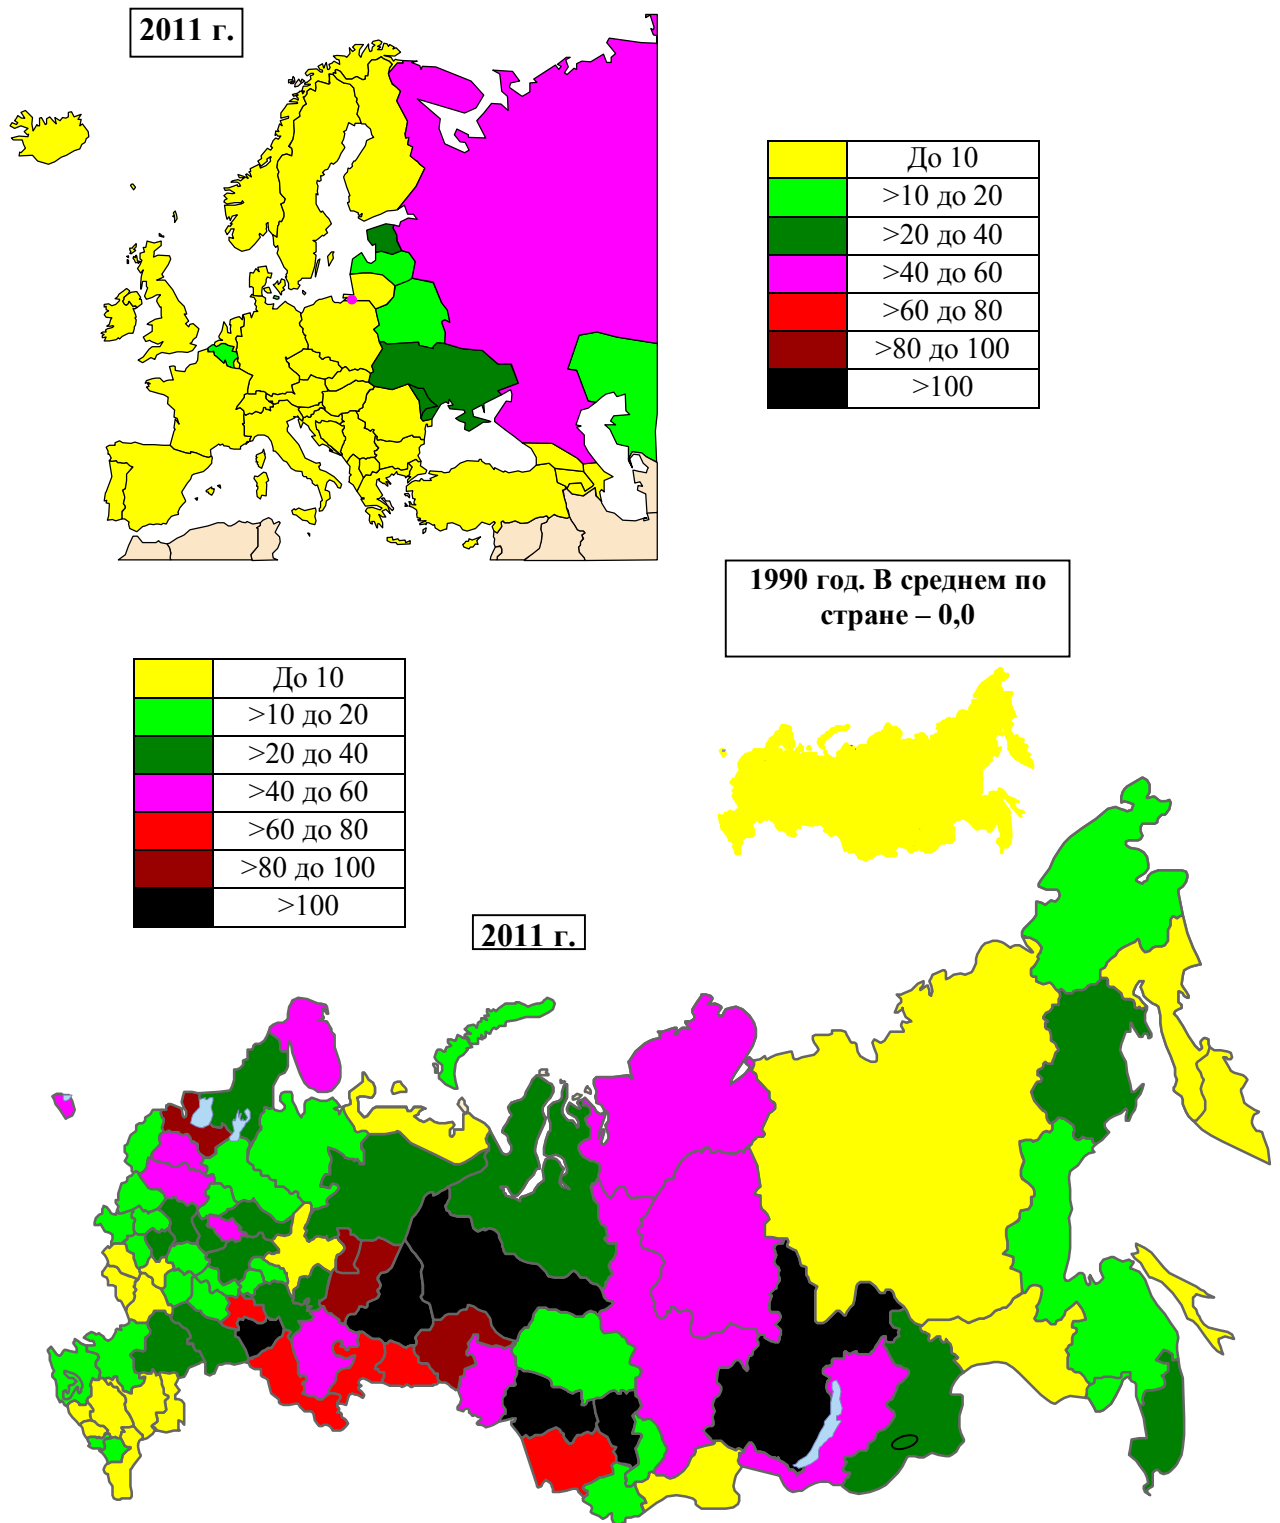 2011 г.
До 10
>10 до 20
>20 до 40
>40 до 60
>60 до 80
>80 до 100
>100
1990 год. В среднем по
стране – 0,0
До 10
>10 до 20
>20 до 40
>40 до 60
>60 до 80
>80 до 100
>100
2011 г.